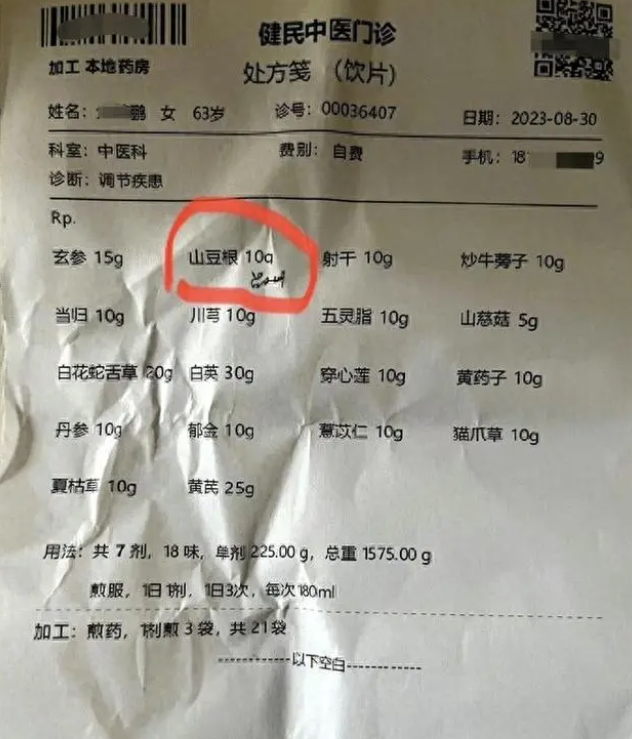 健民中医门诊
加工 本地药房
处方笺 （饮片）
姓名： 鹏 女 63岁 诊号：00036407 日期：2023-08-30
科室：中医科 费别：自费 手机：18 9
诊断：调节疾患
Rp.
玄参 15g 山豆根 10g 射干 10g 炒牛蒡子 10g
当归 10g 川芎 10g 五灵脂 10g 山慈菇 5g
白花蛇舌草 20g 白英 30g 穿心莲 10g 黄药子 10g
丹参 10g 郁金 10g 薏苡仁 10g 猫爪草 10g
夏枯草 10g 黄芪 25g
用法：共 7 剂，18 味，单剂 225.00 g，总重 1575.00 g
煎服，1日1剂，1日3次，每次180ml
加工：煎药，1剂煎 3 袋，共 21袋
------------以下空白------------